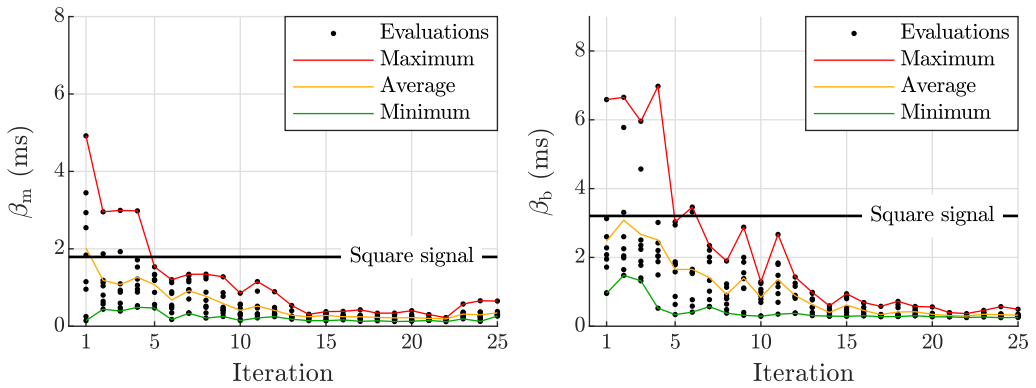 8
6
4
2
0
β_m (ms)
Evaluations
Maximum
Average
Minimum
Square signal
1
5
10
15
20
25
Iteration
8
6
4
2
0
β_b (ms)
Evaluations
Maximum
Average
Minimum
Square signal
1
5
10
15
20
25
Iteration